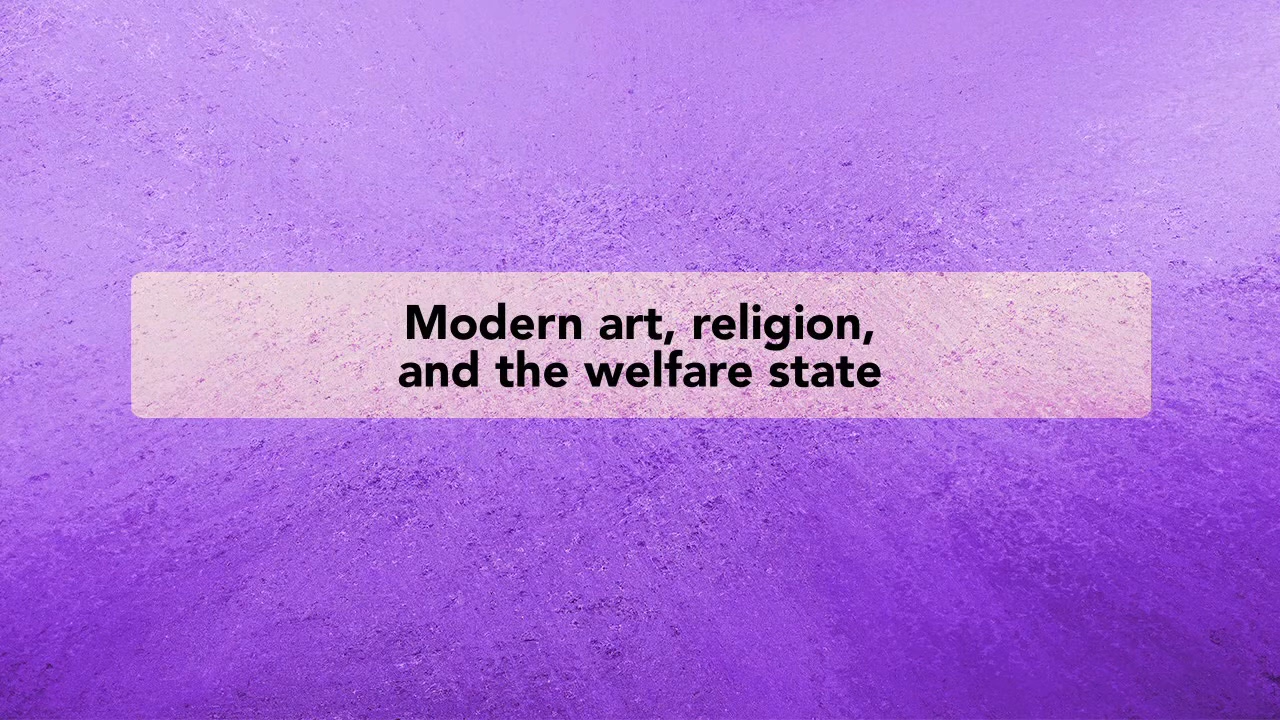 Modern art, religion,
and the welfare state